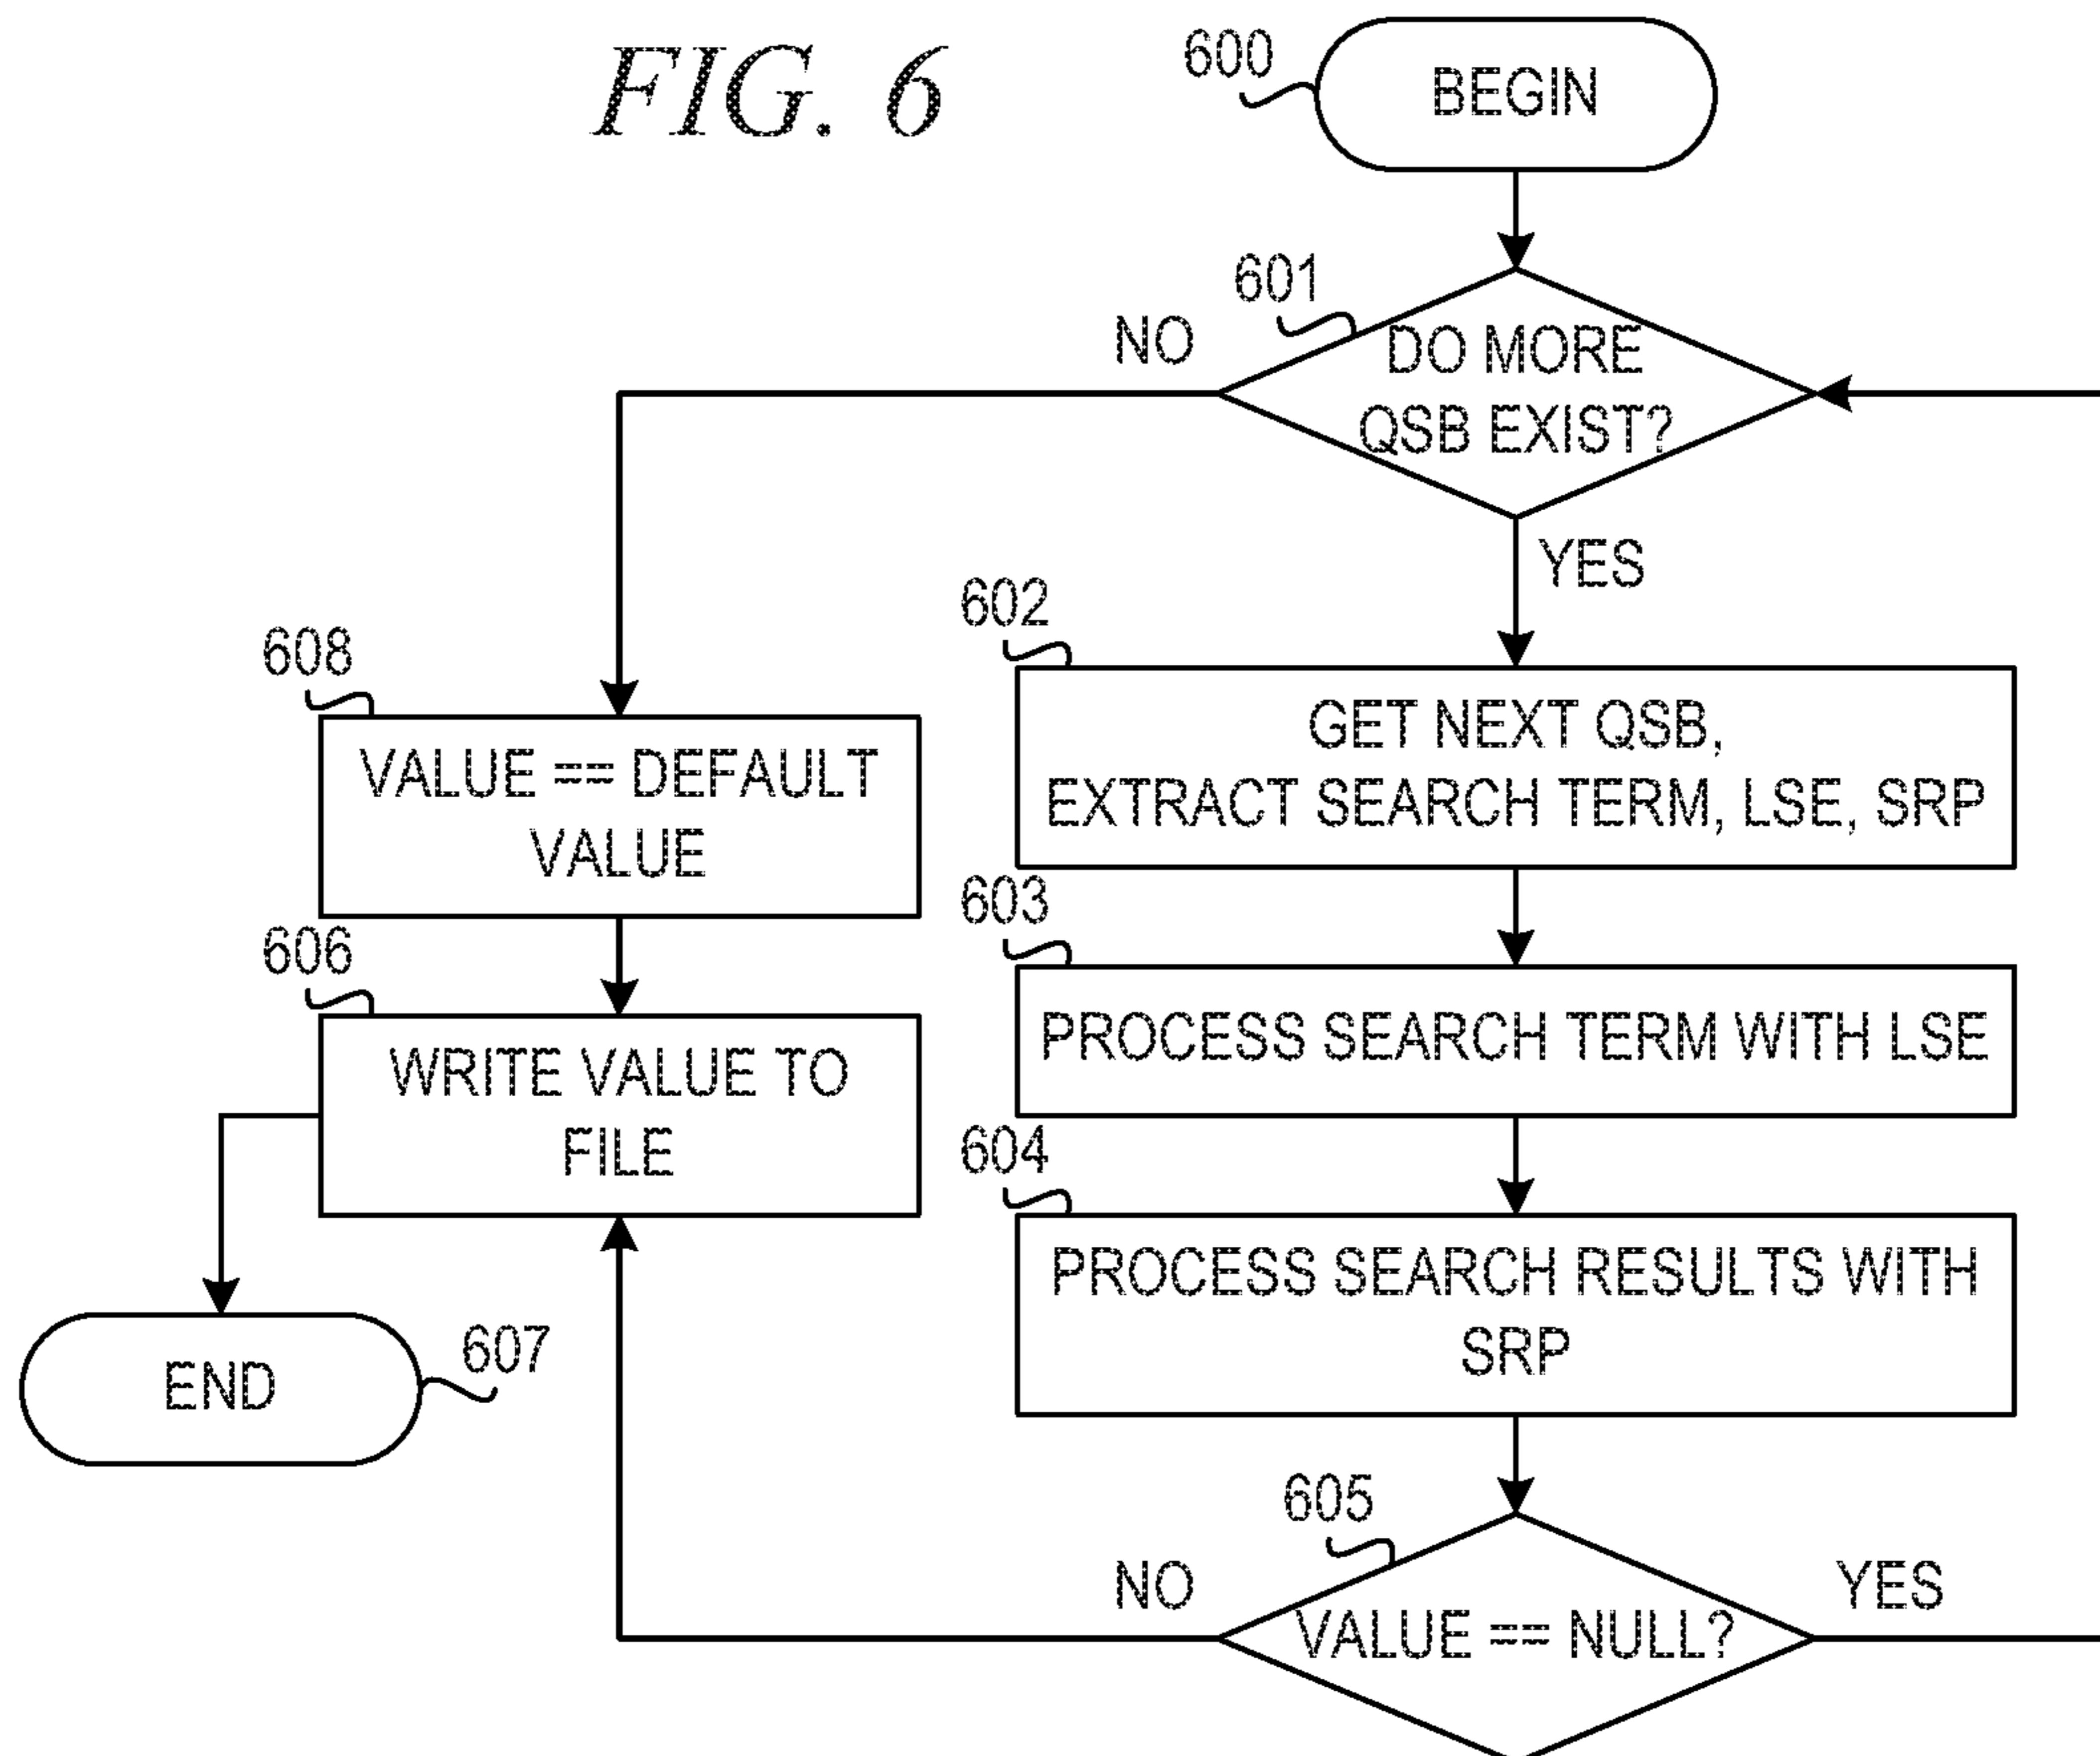 FIG. 6
600
BEGIN
601
NO
DO MORE
QSB EXIST?
YES
602
GET NEXT QSB,
EXTRACT SEARCH TERM, LSE, SRP
608
VALUE == DEFAULT
VALUE
603
PROCESS SEARCH TERM WITH LSE
606
WRITE VALUE TO
FILE
604
PROCESS SEARCH RESULTS WITH
SRP
END
607
605
NO
VALUE == NULL?
YES